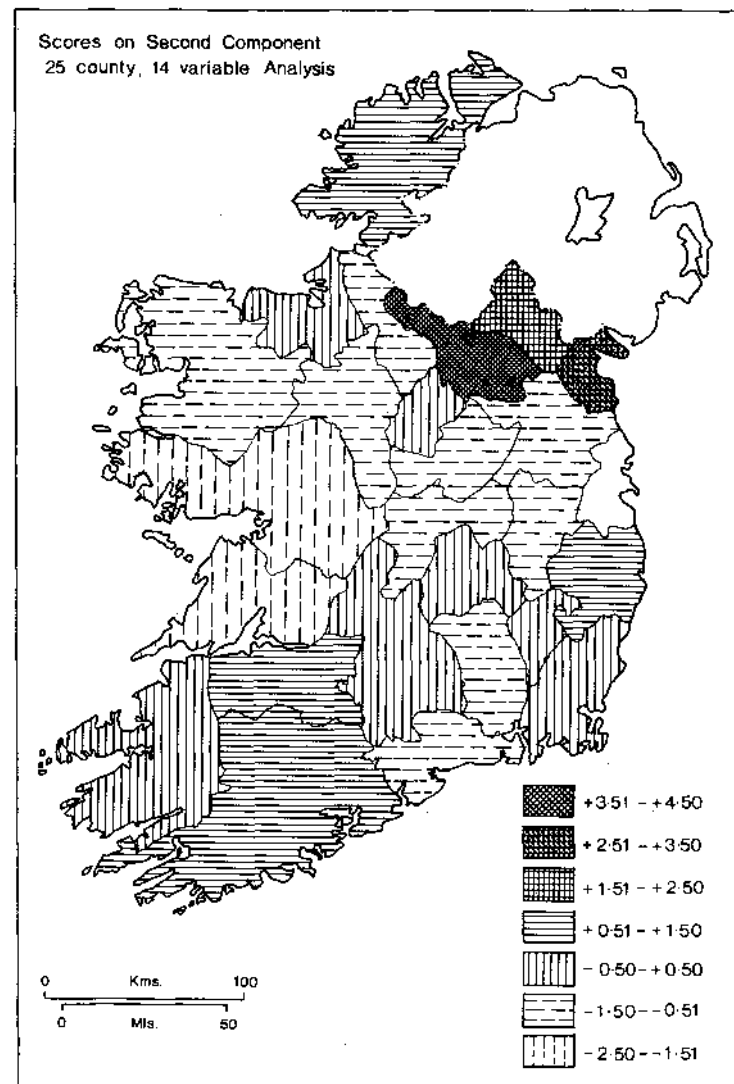 Scores on Second Component
25 county, 14 variable Analysis
+3·51 - +4·50
+2·51 - +3·50
+1·51 - +2·50
+0·51 - +1·50
-0·50 - +0·50
-1·50 - -0·51
-2·50 - -1·51
0 Kms. 100
0 Mls. 50